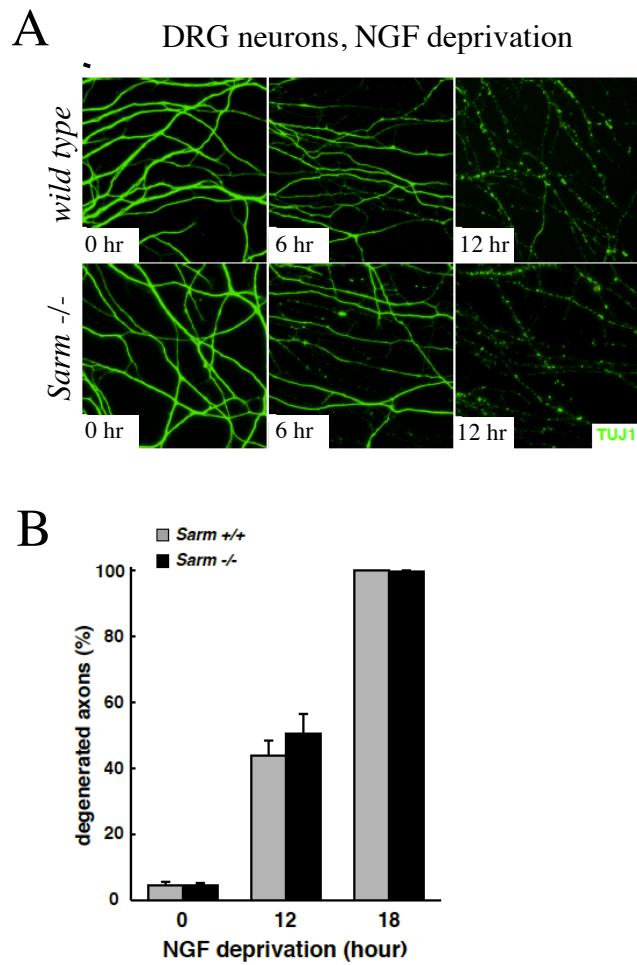 A
DRG neurons, NGF deprivation
wild type
0 hr
6 hr
12 hr
Sarm -/-
0 hr
6 hr
12 hr
TUJ1
B
Sarm +/+
Sarm -/-
degenerated axons (%)
100
80
60
40
20
0
0
12
18
NGF deprivation (hour)